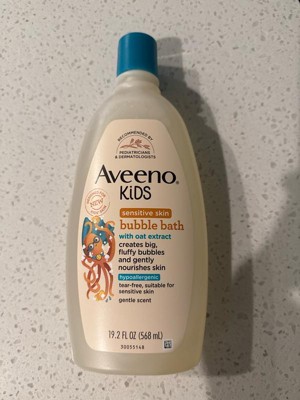 RECOMMENDED BY
PEDIATRICIANS
& DERMATOLOGISTS
Aveeno®
KiDS
sensitive skin
bubble bath
with oat extract
NEW
creates big,
fluffy bubbles
and gently
nourishes skin
hypoallergenic
tear-free, suitable for
sensitive skin
gentle scent
19.2 FL OZ (568 mL)
30055148